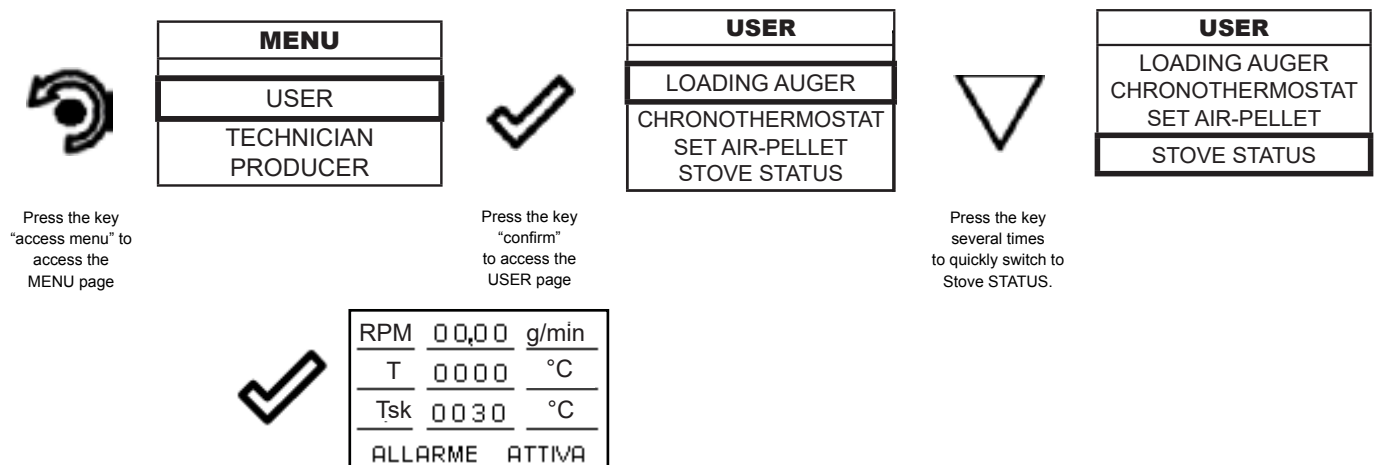 MENU
USER
TECHNICIAN
PRODUCER
Press the key
“access menu” to
access the
MENU page
Press the key
“confirm”
to access the
USER page
USER
LOADING AUGER
CHRONOTHERMOSTAT
SET AIR-PELLET
STOVE STATUS
Press the key
several times
to quickly switch to
Stove STATUS.
USER
LOADING AUGER
CHRONOTHERMOSTAT
SET AIR-PELLET
STOVE STATUS
RPM 00,00 g/min
T 0000 °C
Tsk 0030 °C
ALLARME ATTIVA